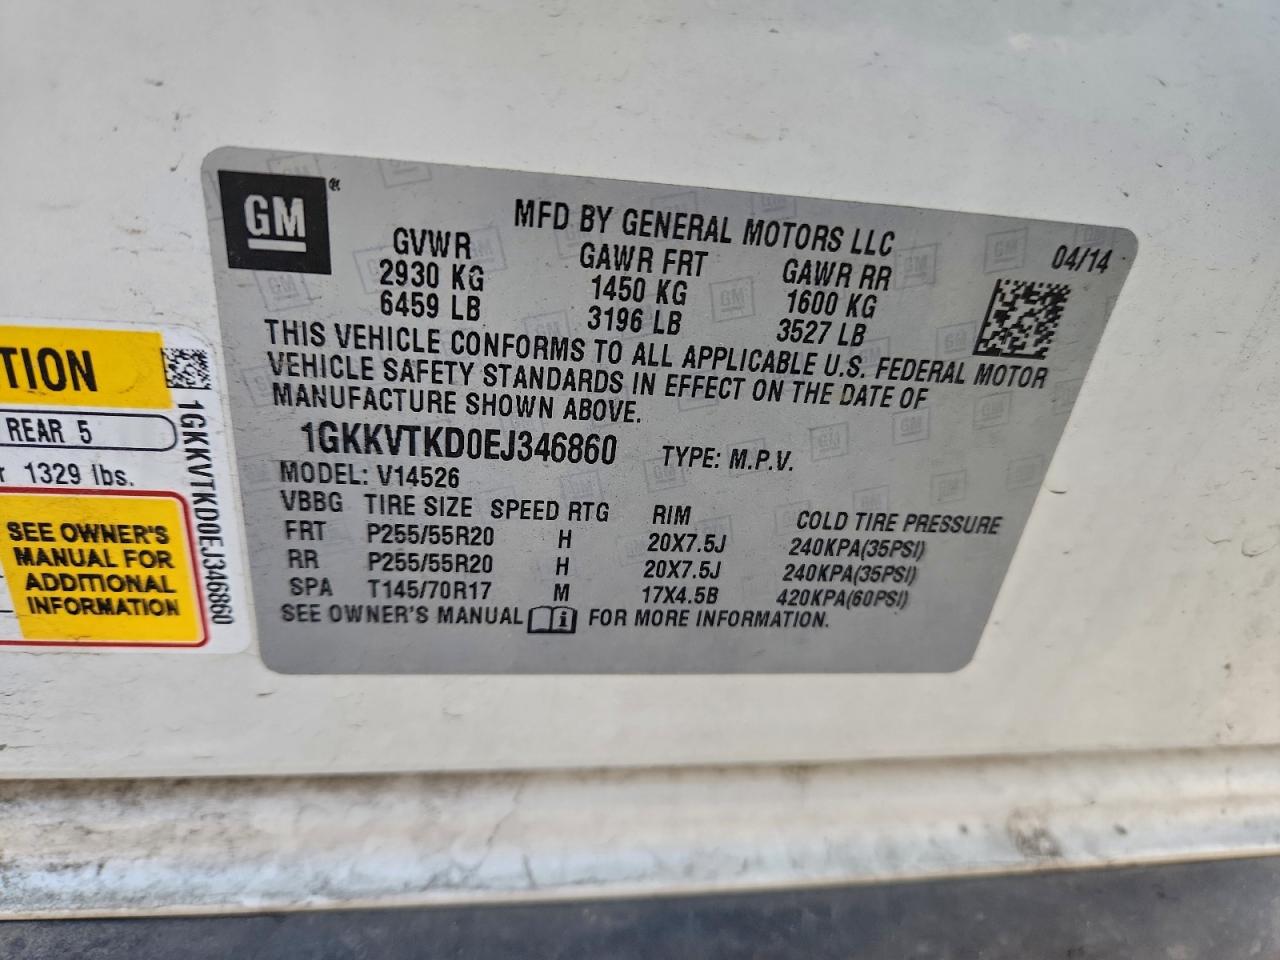 GM
MFD BY GENERAL MOTORS LLC
04/14
GVWR GAWR FRT GAWR RR
2930 KG 1450 KG 1600 KG
6459 LB 3196 LB 3527 LB
THIS VEHICLE CONFORMS TO ALL APPLICABLE U.S. FEDERAL MOTOR
VEHICLE SAFETY STANDARDS IN EFFECT ON THE DATE OF
MANUFACTURE SHOWN ABOVE.
1GKKVTKD0EJ346860 TYPE: M.P.V.
MODEL: V14526
VBBG TIRE SIZE SPEED RTG RIM COLD TIRE PRESSURE
FRT P255/55R20 H 20X7.5J 240KPA(35PSI)
RR P255/55R20 H 20X7.5J 240KPA(35PSI)
SPA T145/70R17 M 17X4.5B 420KPA(60PSI)
SEE OWNER'S MANUAL i FOR MORE INFORMATION.
TION
REAR 5
1329 lbs.
SEE OWNER'S
MANUAL FOR
ADDITIONAL
INFORMATION
1GKKVTKD0EJ346860